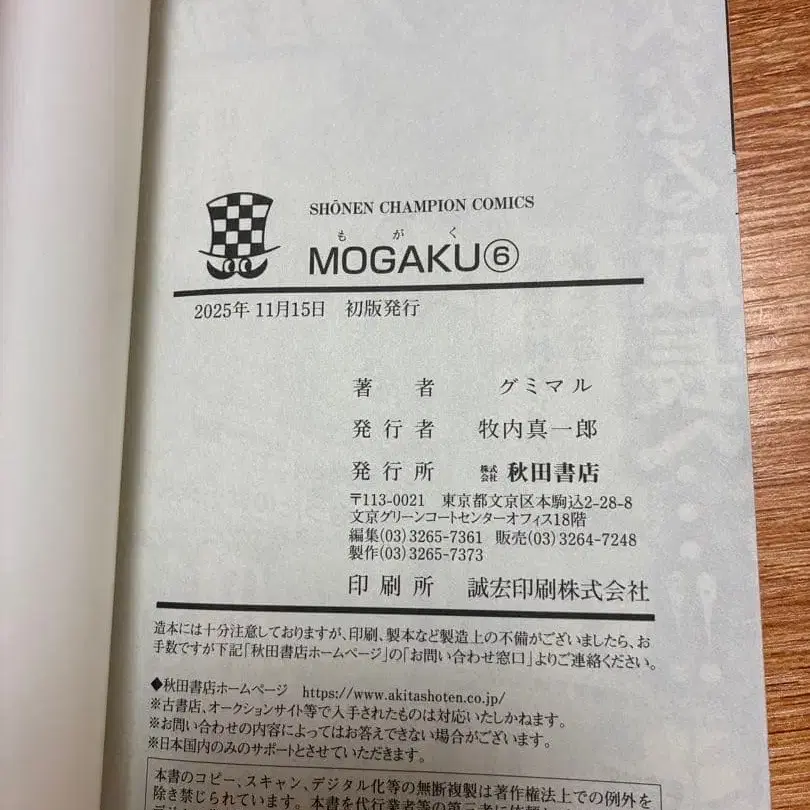 SHŌNEN CHAMPION COMICS
もがく
MOGAKU⑥
2025年 11月15日 初版発行
著者 グミマル
発行者 牧内真一郎
発行所 株式会社 秋田書店
〒113-0021 東京都文京区本駒込2-28-8
文京グリーンコートセンターオフィス18階
編集(03)3265-7361 販売(03)3264-7248
製作(03)3265-7373
印刷所 誠宏印刷株式会社
造本には十分注意しておりますが、印刷、製本など製造上の不備がございましたら、お
手数ですが下記「秋田書店ホームページ」の「お問い合わせ窓口」よりご連絡ください。
◆秋田書店ホームページ https://www.akitashoten.co.jp/
※古書店、オークションサイト等で入手されたものは対応いたしかねます。
※お問い合わせの内容によってはお答えできない場合がございます。
※日本国内のみのサポートとさせていただきます。
本書のコピー、スキャン、デジタル化等の無断複製は著作権法上での例外を
除き禁じられています。本書を代行業者等の第三者に依頼し